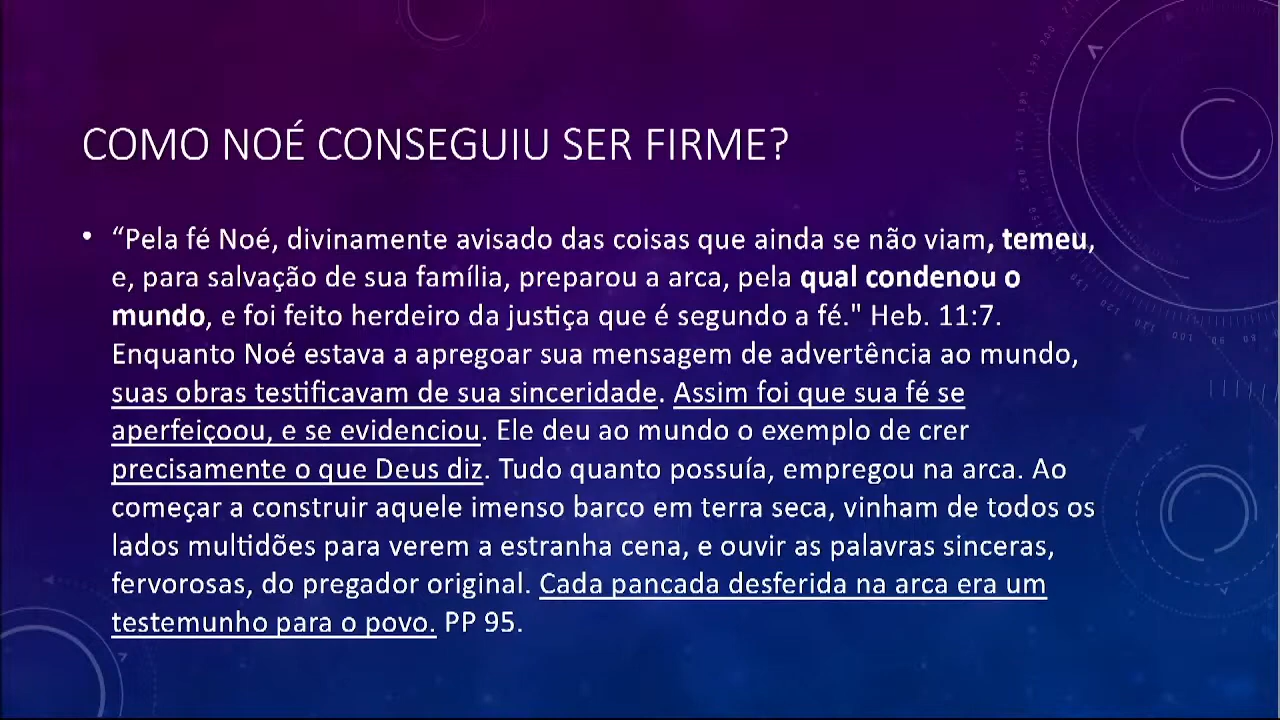 COMO NOÉ CONSEGUIU SER FIRME?
• “Pela fé Noé, divinamente avisado das coisas que ainda se não viam, temeu,
e, para salvação de sua família, preparou a arca, pela qual condenou o
mundo, e foi feito herdeiro da justiça que é segundo a fé." Heb. 11:7.
Enquanto Noé estava a apregoar sua mensagem de advertência ao mundo,
suas obras testificavam de sua sinceridade. Assim foi que sua fé se
aperfeiçoou, e se evidenciou. Ele deu ao mundo o exemplo de crer
precisamente o que Deus diz. Tudo quanto possuía, empregou na arca. Ao
começar a construir aquele imenso barco em terra seca, vinham de todos os
lados multidões para verem a estranha cena, e ouvir as palavras sinceras,
fervorosas, do pregador original. Cada pancada desferida na arca era um
testemunho para o povo. PP 95.